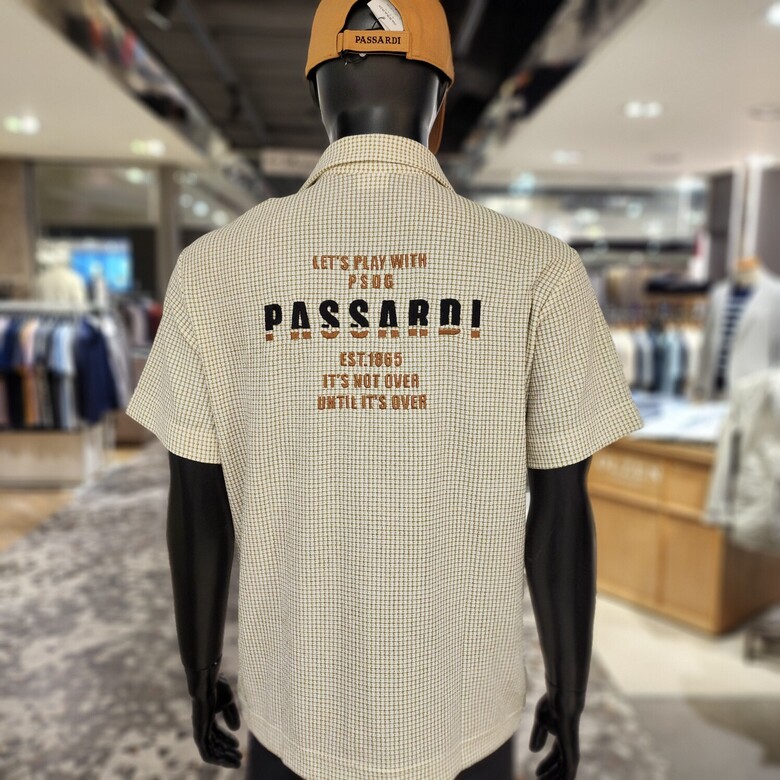 PASSARDI
LET'S PLAY WITH
PSDG
PASSARDI
EST.1965
IT'S NOT OVER
UNTIL IT'S OVER